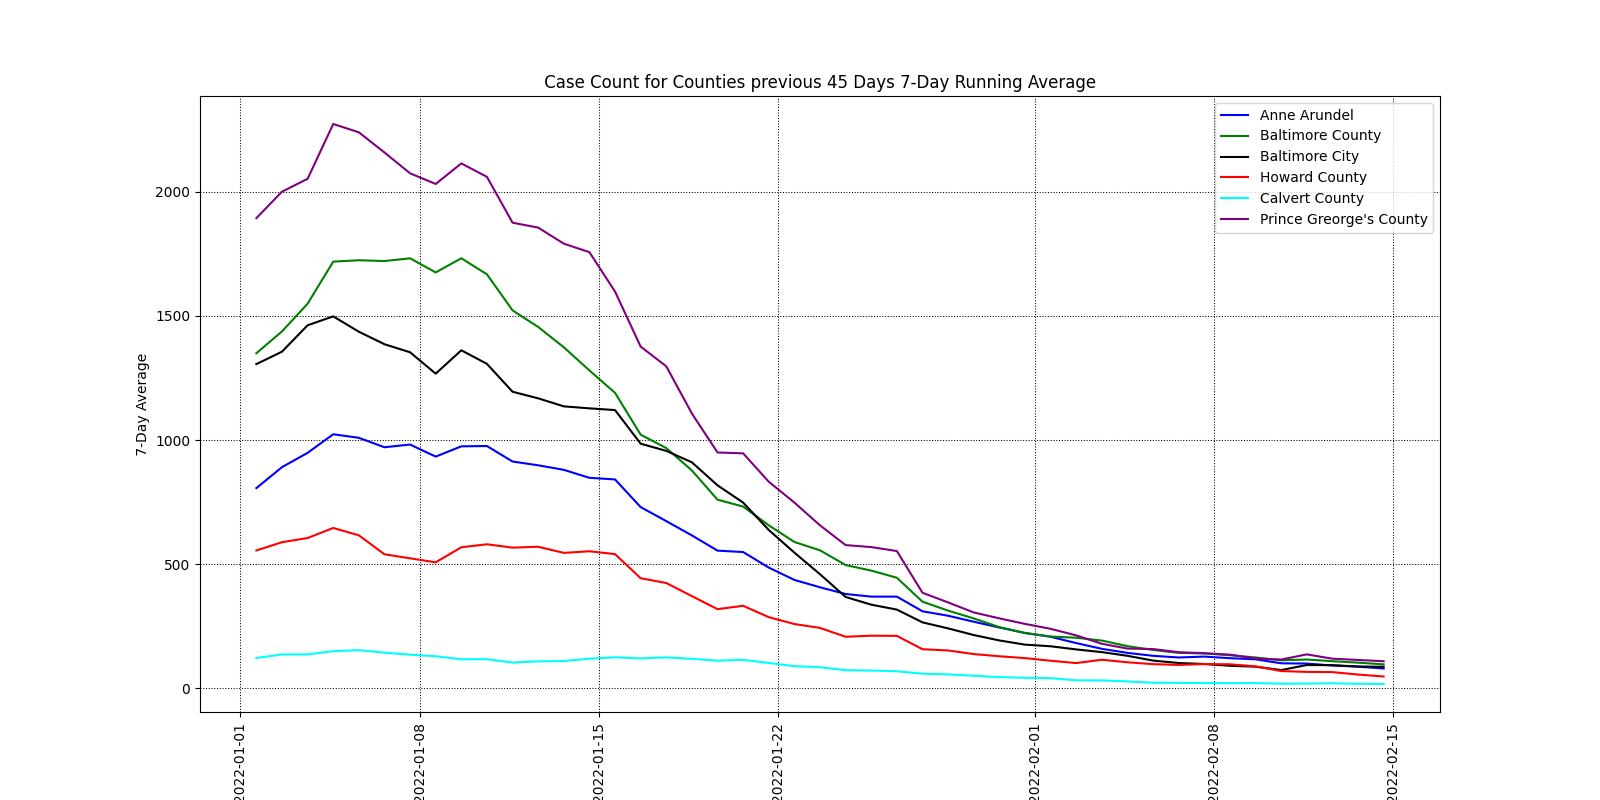 Case Count for Counties previous 45 Days 7-Day Running Average
Anne Arundel
Baltimore County
Baltimore City
Howard County
Calvert County
Prince Greorge's County
7-Day Average
2000
1500
1000
500
0
2022-01-01
2022-01-08
2022-01-15
2022-01-22
2022-02-01
2022-02-08
2022-02-15